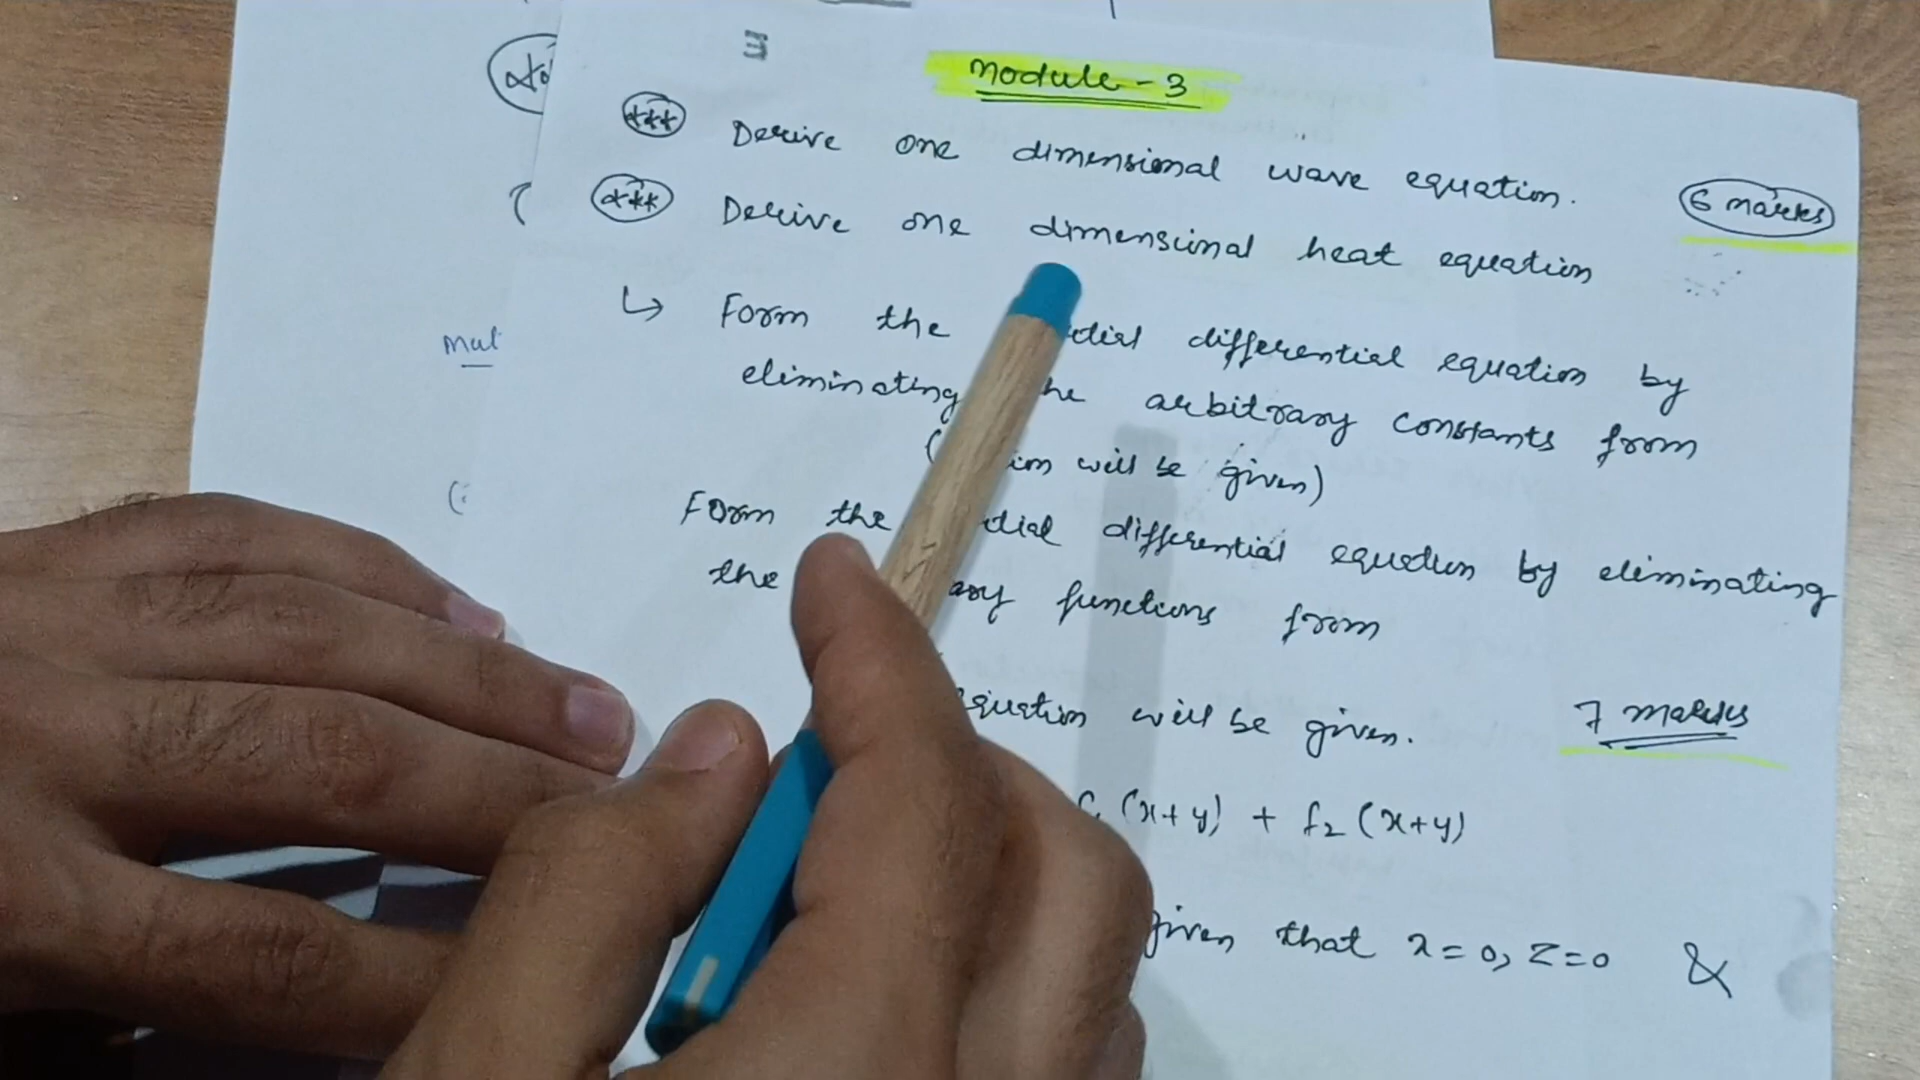 Module - 3
*** Derive one dimensional wave equation.
6 marks
*** Derive one dimensional heat equation
↳ Form the differential equation by
eliminating arbitrary constants from
will be given)
Form the differential equation by eliminating
the functions from
equation will be given.
7 marks
(x+y) + f2 (x+y)
given that x=0, z=0 &
mul